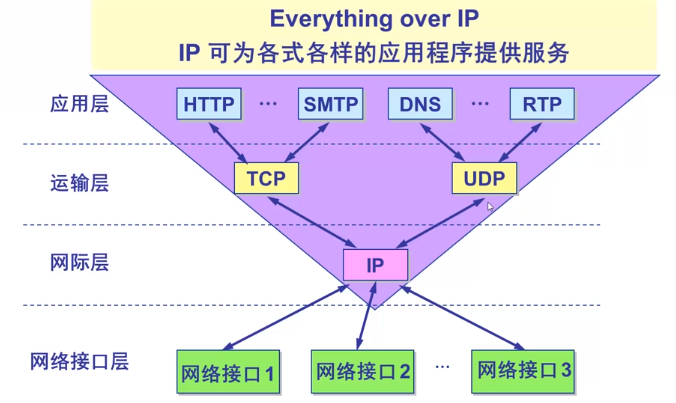 Everything over IP
IP 可为各式各样的应用程序提供服务
应用层 HTTP … SMTP DNS … RTP
运输层 TCP UDP
网际层 IP
网络接口层 网络接口1 网络接口2 … 网络接口3